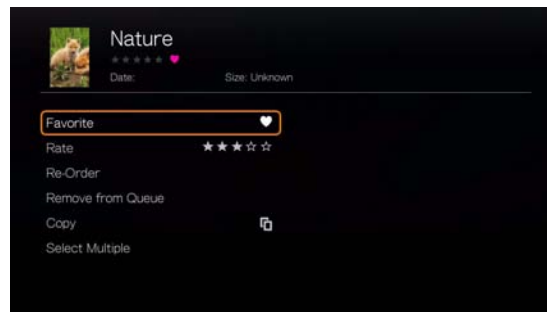 Nature
Date: Size: Unknown
Favorite
Rate
Re-Order
Remove from Queue
Copy
Select Multiple